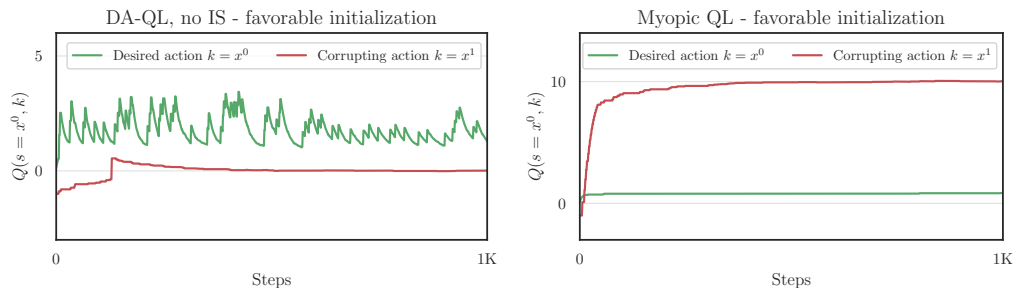 DA-QL, no IS - favorable initialization
5
Desired action k = x⁰
Corrupting action k = x¹
Q(s = x⁰, k)
0
0
1K
Steps
Myopic QL - favorable initialization
Desired action k = x⁰
Corrupting action k = x¹
10
Q(s = x⁰, k)
0
0
1K
Steps